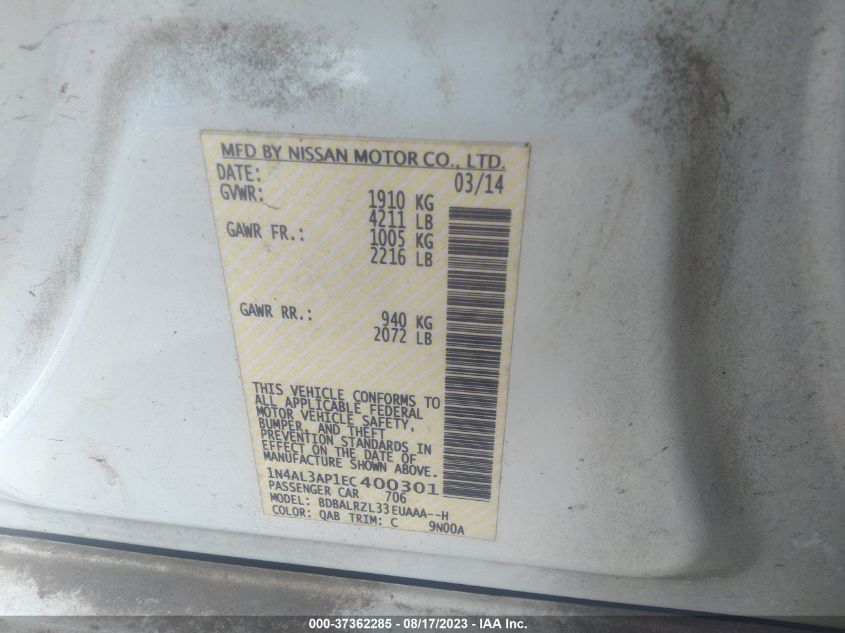 MFD BY NISSAN MOTOR CO., LTD.
DATE: 03/14
GVWR: 1910 KG
4211 LB
GAWR FR.: 1005 KG
2216 LB
GAWR RR.: 940 KG
2072 LB
THIS VEHICLE CONFORMS TO
ALL APPLICABLE FEDERAL
MOTOR VEHICLE SAFETY,
BUMPER, AND THEFT
PREVENTION STANDARDS IN
EFFECT ON THE DATE OF
MANUFACTURE SHOWN ABOVE.
1N4AL3AP1EC400301
PASSENGER CAR 706
MODEL: BDBALRZL33EUAAA--H
COLOR: QAB TRIM: C 9N00A
000-37362285 - 08/17/2023 - IAA Inc.